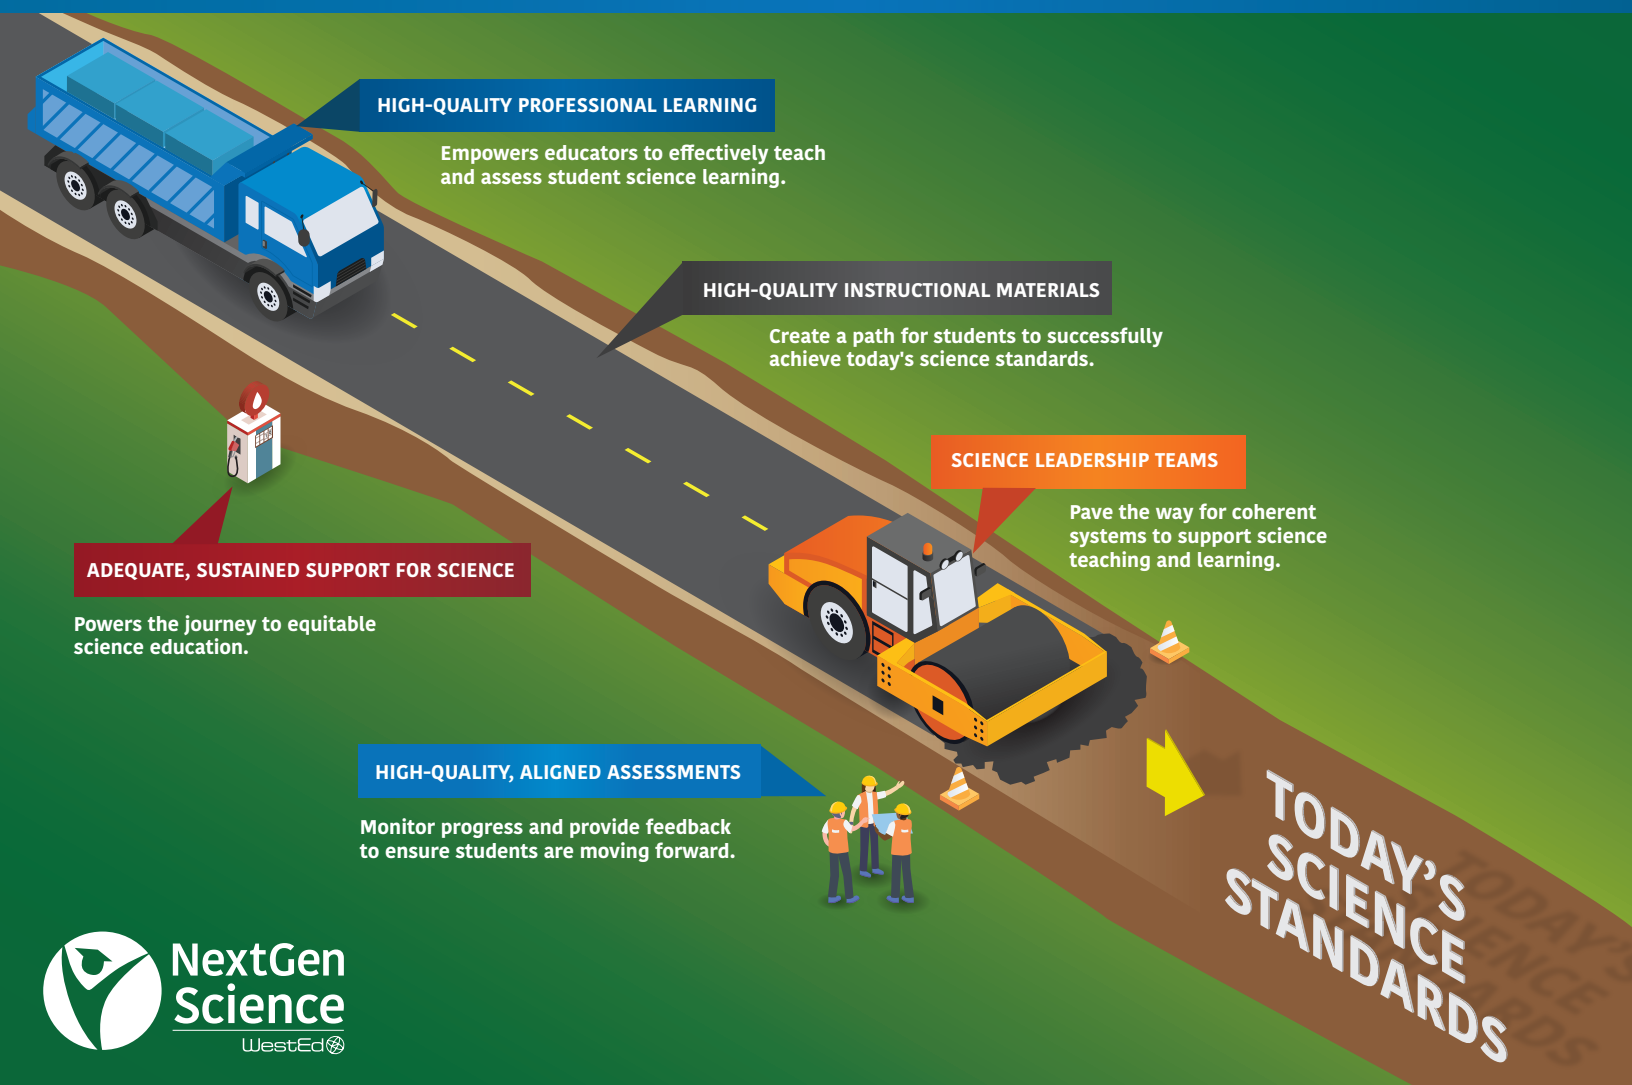 HIGH-QUALITY PROFESSIONAL LEARNING
Empowers educators to effectively teach
and assess student science learning.
HIGH-QUALITY INSTRUCTIONAL MATERIALS
Create a path for students to successfully
achieve today's science standards.
SCIENCE LEADERSHIP TEAMS
Pave the way for coherent
systems to support science
teaching and learning.
ADEQUATE, SUSTAINED SUPPORT FOR SCIENCE
Powers the journey to equitable
science education.
HIGH-QUALITY, ALIGNED ASSESSMENTS
Monitor progress and provide feedback
to ensure students are moving forward.
TODAY'S
SCIENCE
STANDARDS
NextGen
Science
WestEd